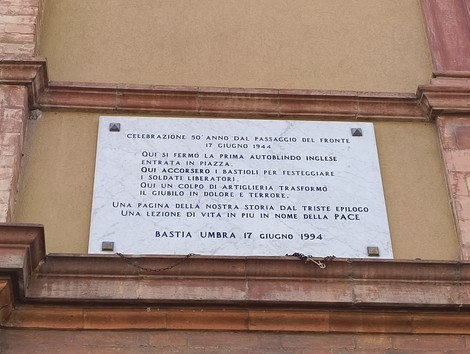 CELEBRAZIONE 50° ANNO DAL PASSAGGIO DEL FRONTE
17 GIUGNO 1944
QUI SI FERMÒ LA PRIMA AUTOBLINDO INGLESE
ENTRATA IN PIAZZA.
QUI ACCORSERO I BASTIOLI PER FESTEGGIARE
I SOLDATI LIBERATORI.
QUI UN COLPO DI ARTIGLIERIA TRASFORMÒ
IL GIUBILO IN DOLORE E TERRORE.
UNA PAGINA DELLA NOSTRA STORIA DAL TRISTE EPILOGO
UNA LEZIONE DI VITA IN PIÙ IN NOME DELLA PACE
BASTIA UMBRA 17 GIUGNO 1994